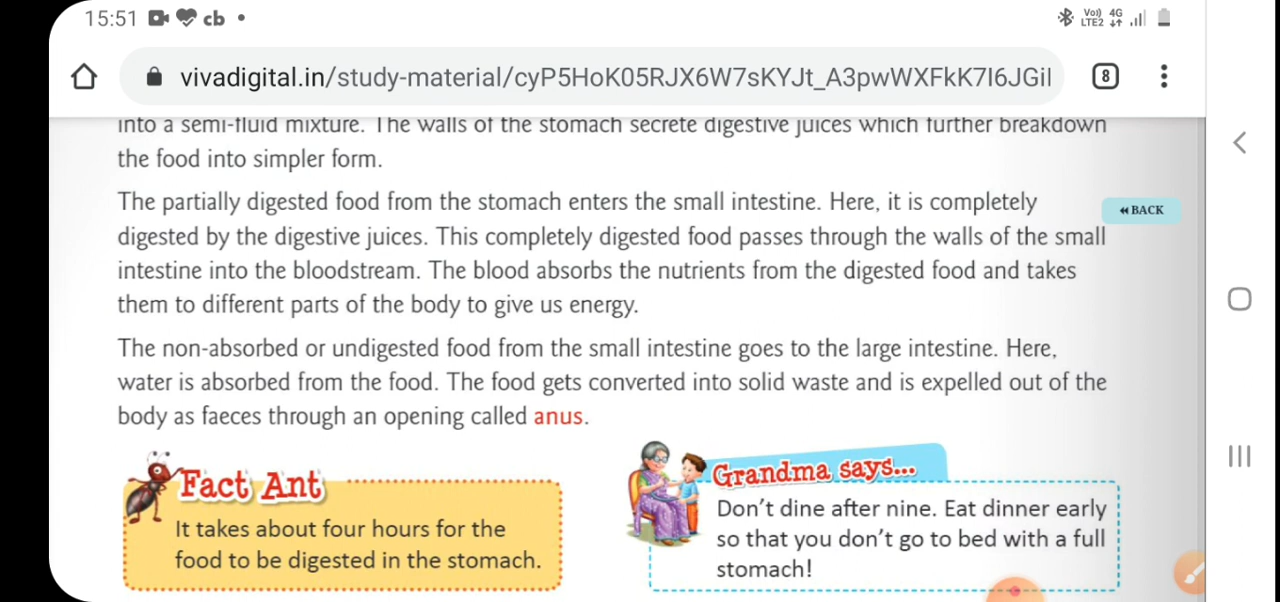 15:51 cb
Vo)) 4G
LTE2
vivadigital.in/study-material/cyP5HoK05RJX6W7sKYJt_A3pwWXFkK7I6JGil
8
into a semi-fluid mixture. The walls of the stomach secrete digestive juices which further breakdown
the food into simpler form.
The partially digested food from the stomach enters the small intestine. Here, it is completely
digested by the digestive juices. This completely digested food passes through the walls of the small
intestine into the bloodstream. The blood absorbs the nutrients from the digested food and takes
them to different parts of the body to give us energy.
BACK
The non-absorbed or undigested food from the small intestine goes to the large intestine. Here,
water is absorbed from the food. The food gets converted into solid waste and is expelled out of the
body as faeces through an opening called anus.
Fact Ant
It takes about four hours for the
food to be digested in the stomach.
Grandma says...
Don't dine after nine. Eat dinner early
so that you don't go to bed with a full
stomach!